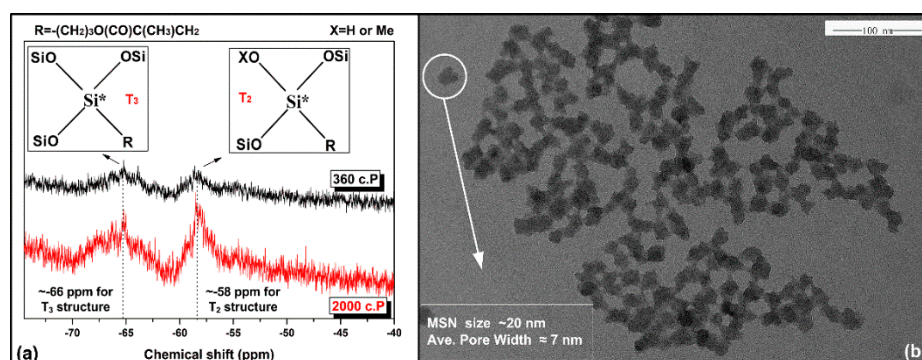 R=-(CH2)3O(CO)C(CH3)CH2 X=H or Me
SiO OSi
Si* T3
SiO R
XO OSi
T2 Si*
SiO R
360 c.P
~-66 ppm for
T3 structure
~-58 ppm for
T2 structure
2000 c.P
-70 -65 -60 -55 -50 -45 -40
(a) Chemical shift (ppm)
100 nm
MSN size ~20 nm
Ave. Pore Width ≈ 7 nm
(b)